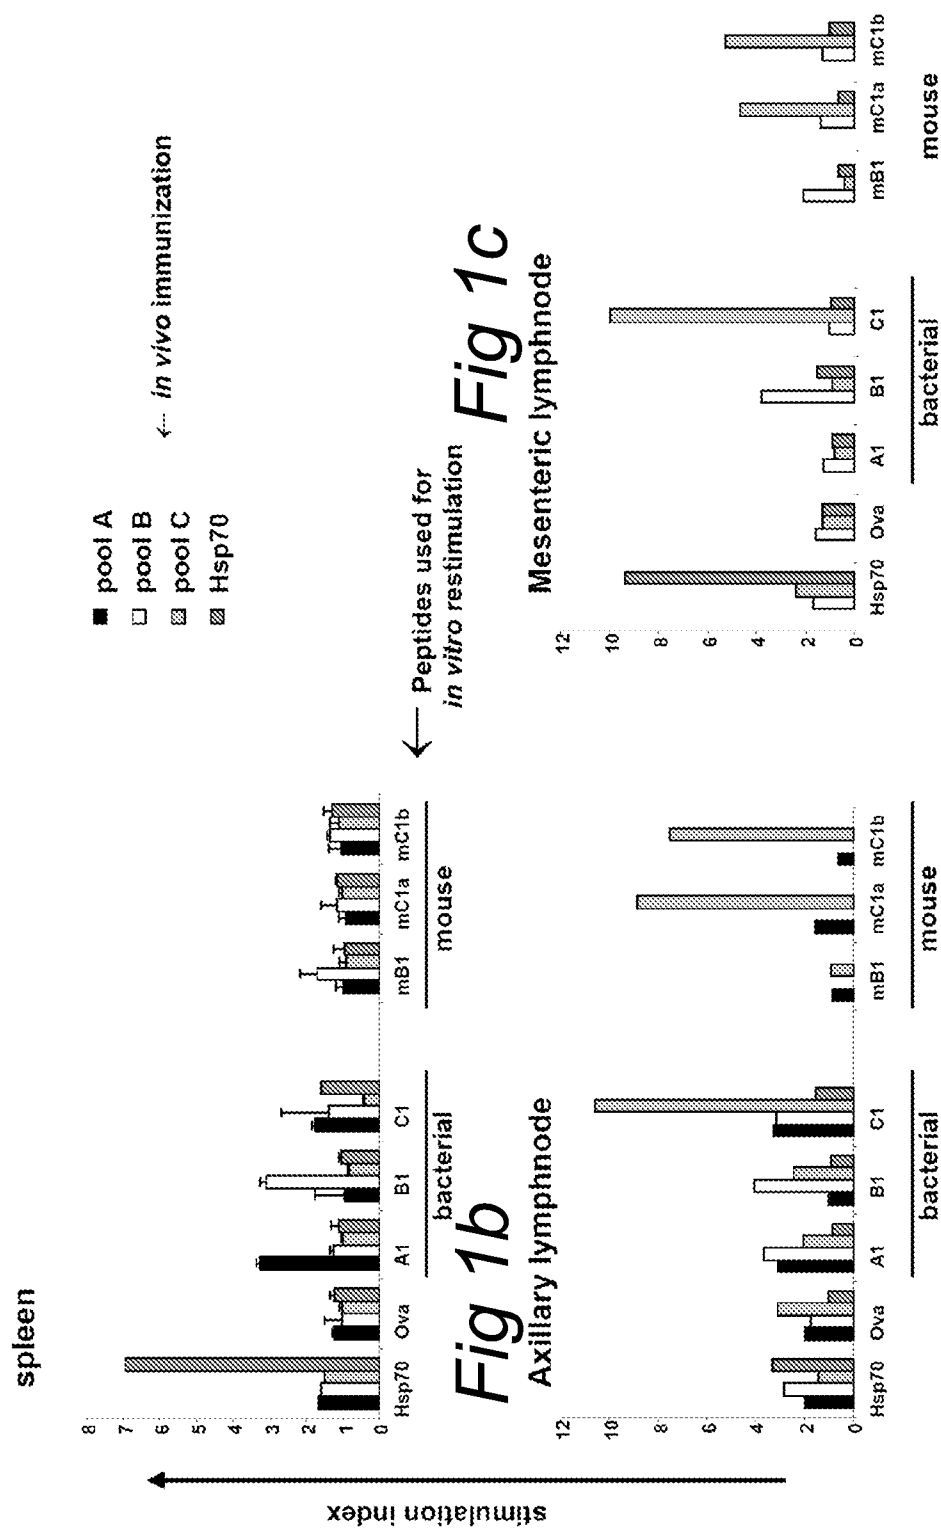 spleen
8
7
6
5
4
3
2
1
0
Hsp70 Ova A1 B1 C1 mB1 mC1a mC1b
bacterial mouse
pool A
pool B
pool C
Hsp70
← in vivo immunization
← Peptides used for
in vitro restimulation
stimulation index
Fig 1b
Axillary lymphnode
12
10
8
6
4
2
0
Hsp70 Ova A1 B1 C1 mB1 mC1a mC1b
bacterial mouse
Fig 1c
Mesenteric lymphnode
12
10
8
6
4
2
0
Hsp70 Ova A1 B1 C1 mB1 mC1a mC1b
bacterial mouse